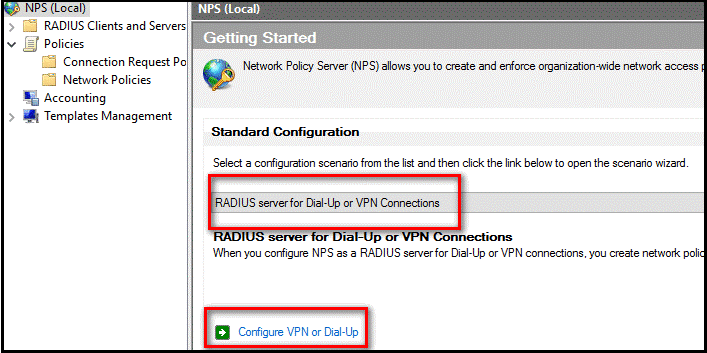 NPS (Local)
RADIUS Clients and Servers
Policies
Connection Request Po
Network Policies
Accounting
Templates Management
NPS (Local)
Getting Started
Network Policy Server (NPS) allows you to create and enforce organization-wide network access p
Standard Configuration
Select a configuration scenario from the list and then click the link below to open the scenario wizard.
RADIUS server for Dial-Up or VPN Connections
RADIUS server for Dial-Up or VPN Connections
When you configure NPS as a RADIUS server for Dial-Up or VPN connections, you create network polic
Configure VPN or Dial-Up